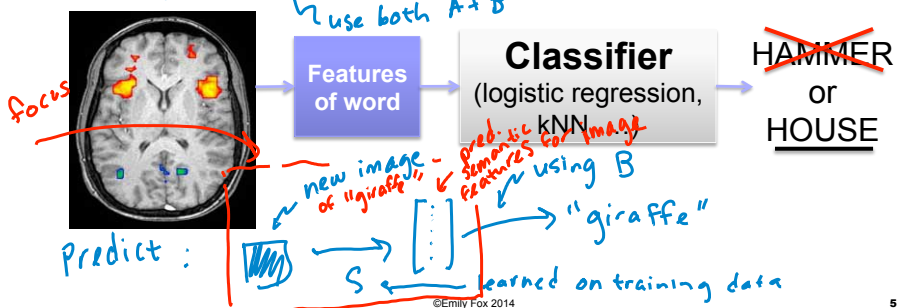 use both A + B
focus
Features
of word
Classifier
(logistic regression,
kNN ...)
HAMMER
or
HOUSE
new image
of "giraffe"
predic.
semantic
features for image
using B
"giraffe"
Predict :
S
learned on training data
©Emily Fox 2014
5